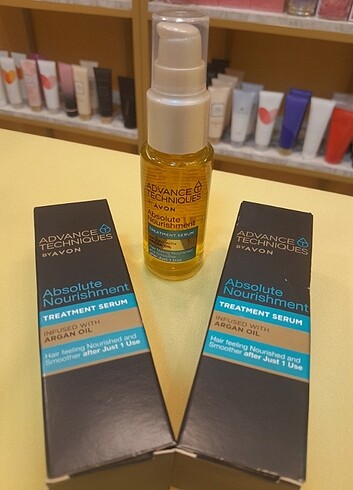 ADVANCE
TECHNIQUES
BY AVON
Absolute
Nourishment
TREATMENT SERUM
ADVANCE
TECHNIQUES
BY AVON
Absolute
Nourishment
TREATMENT SERUM
INFUSED WITH
ARGAN OIL
Hair feeling Nourished and
Smoother after Just 1 Use
ADVANCE
TECHNIQUES
BY AVON
Absolute
Nourishment
TREATMENT SERUM
INFUSED WITH
ARGAN OIL
Hair feeling Nourished and
Smoother after Just 1 Use